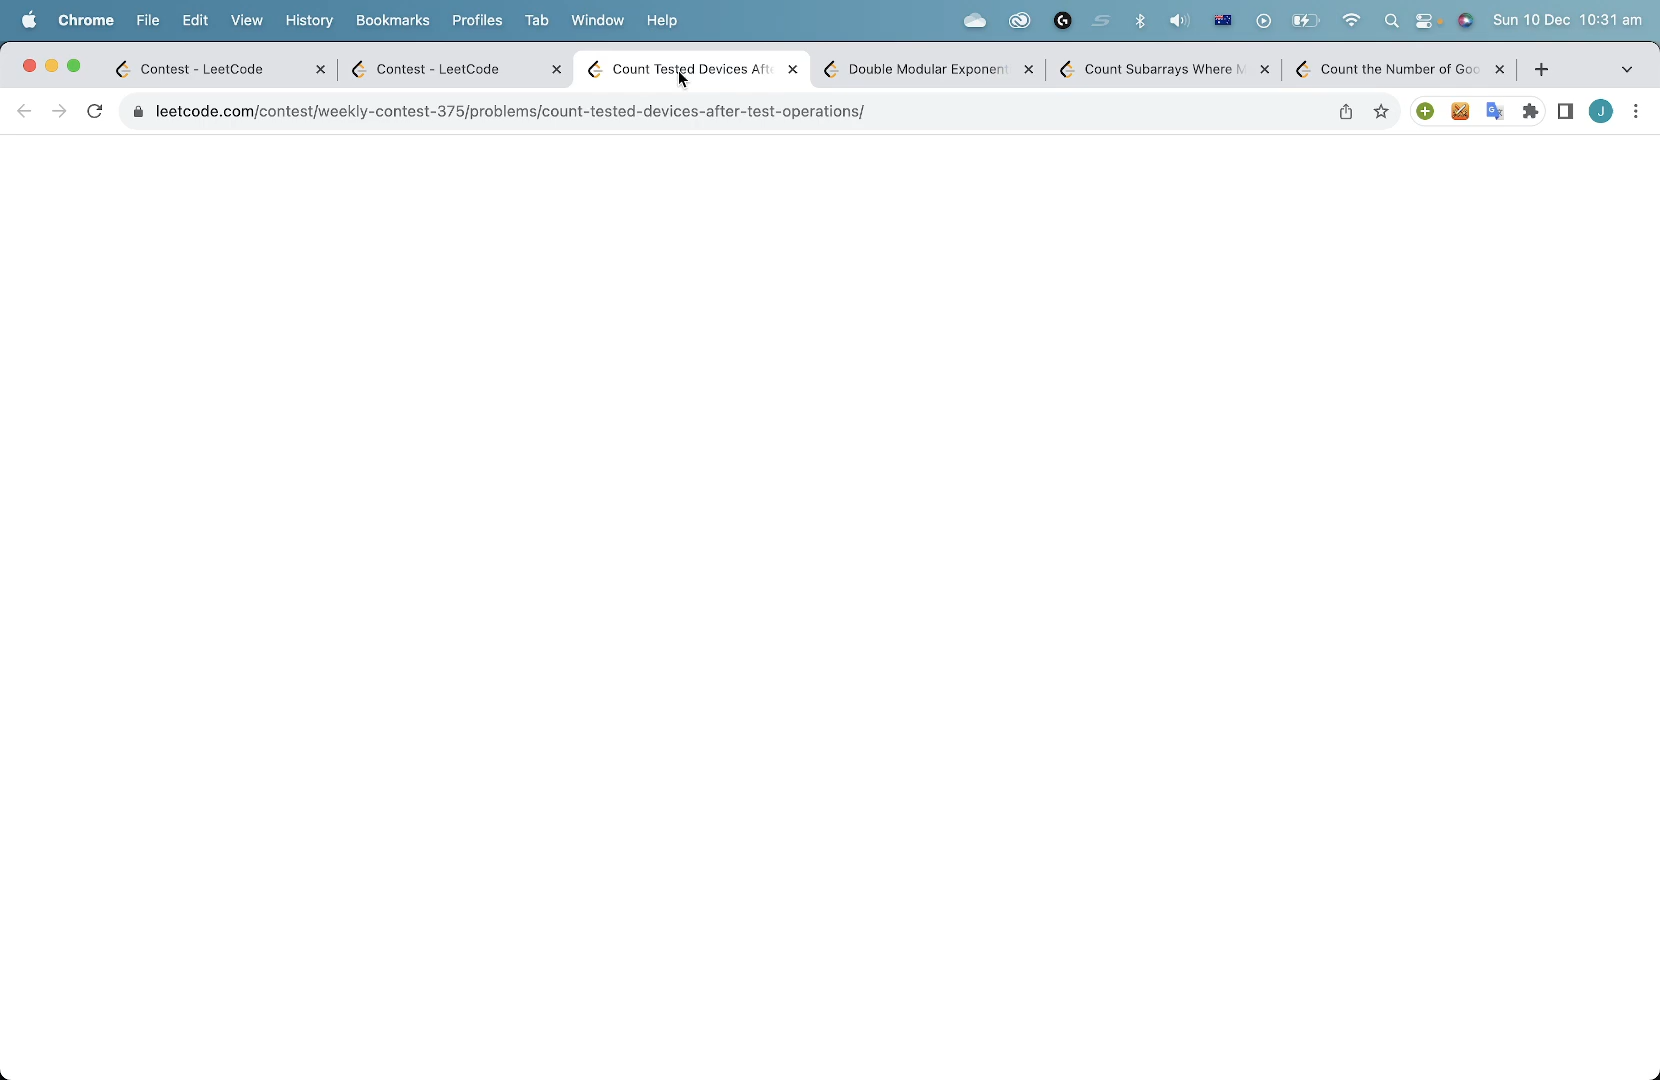 Chrome File Edit View History Bookmarks Profiles Tab Window Help Sun 10 Dec 10:31 am
Contest - LeetCode Contest - LeetCode Count Tested Devices Aft Double Modular Exponent Count Subarrays Where M Count the Number of Goo
leetcode.com/contest/weekly-contest-375/problems/count-tested-devices-after-test-operations/ J